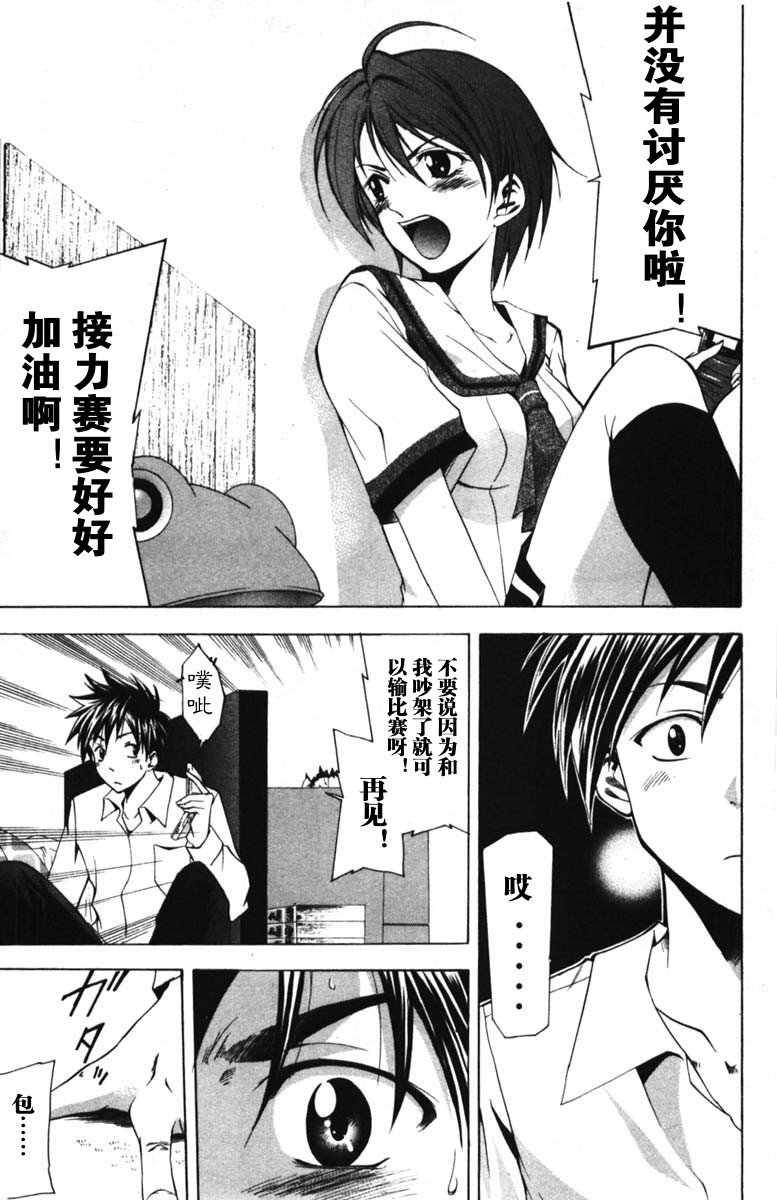 并没有讨厌你啦！
接力赛要好好
加油啊！
哎……
不要说因为和
我吵架了就可
以输比赛呀！
再见！
噗呲
ガタッ
包……